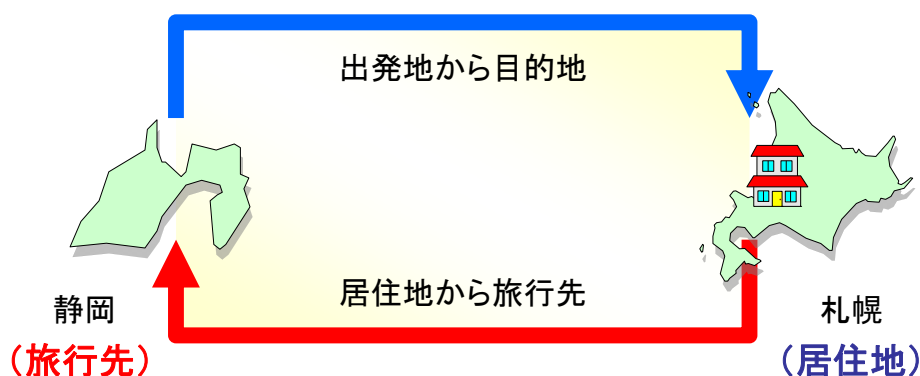 出発地から目的地
居住地から旅行先
静岡
(旅行先)
札幌
(居住地)